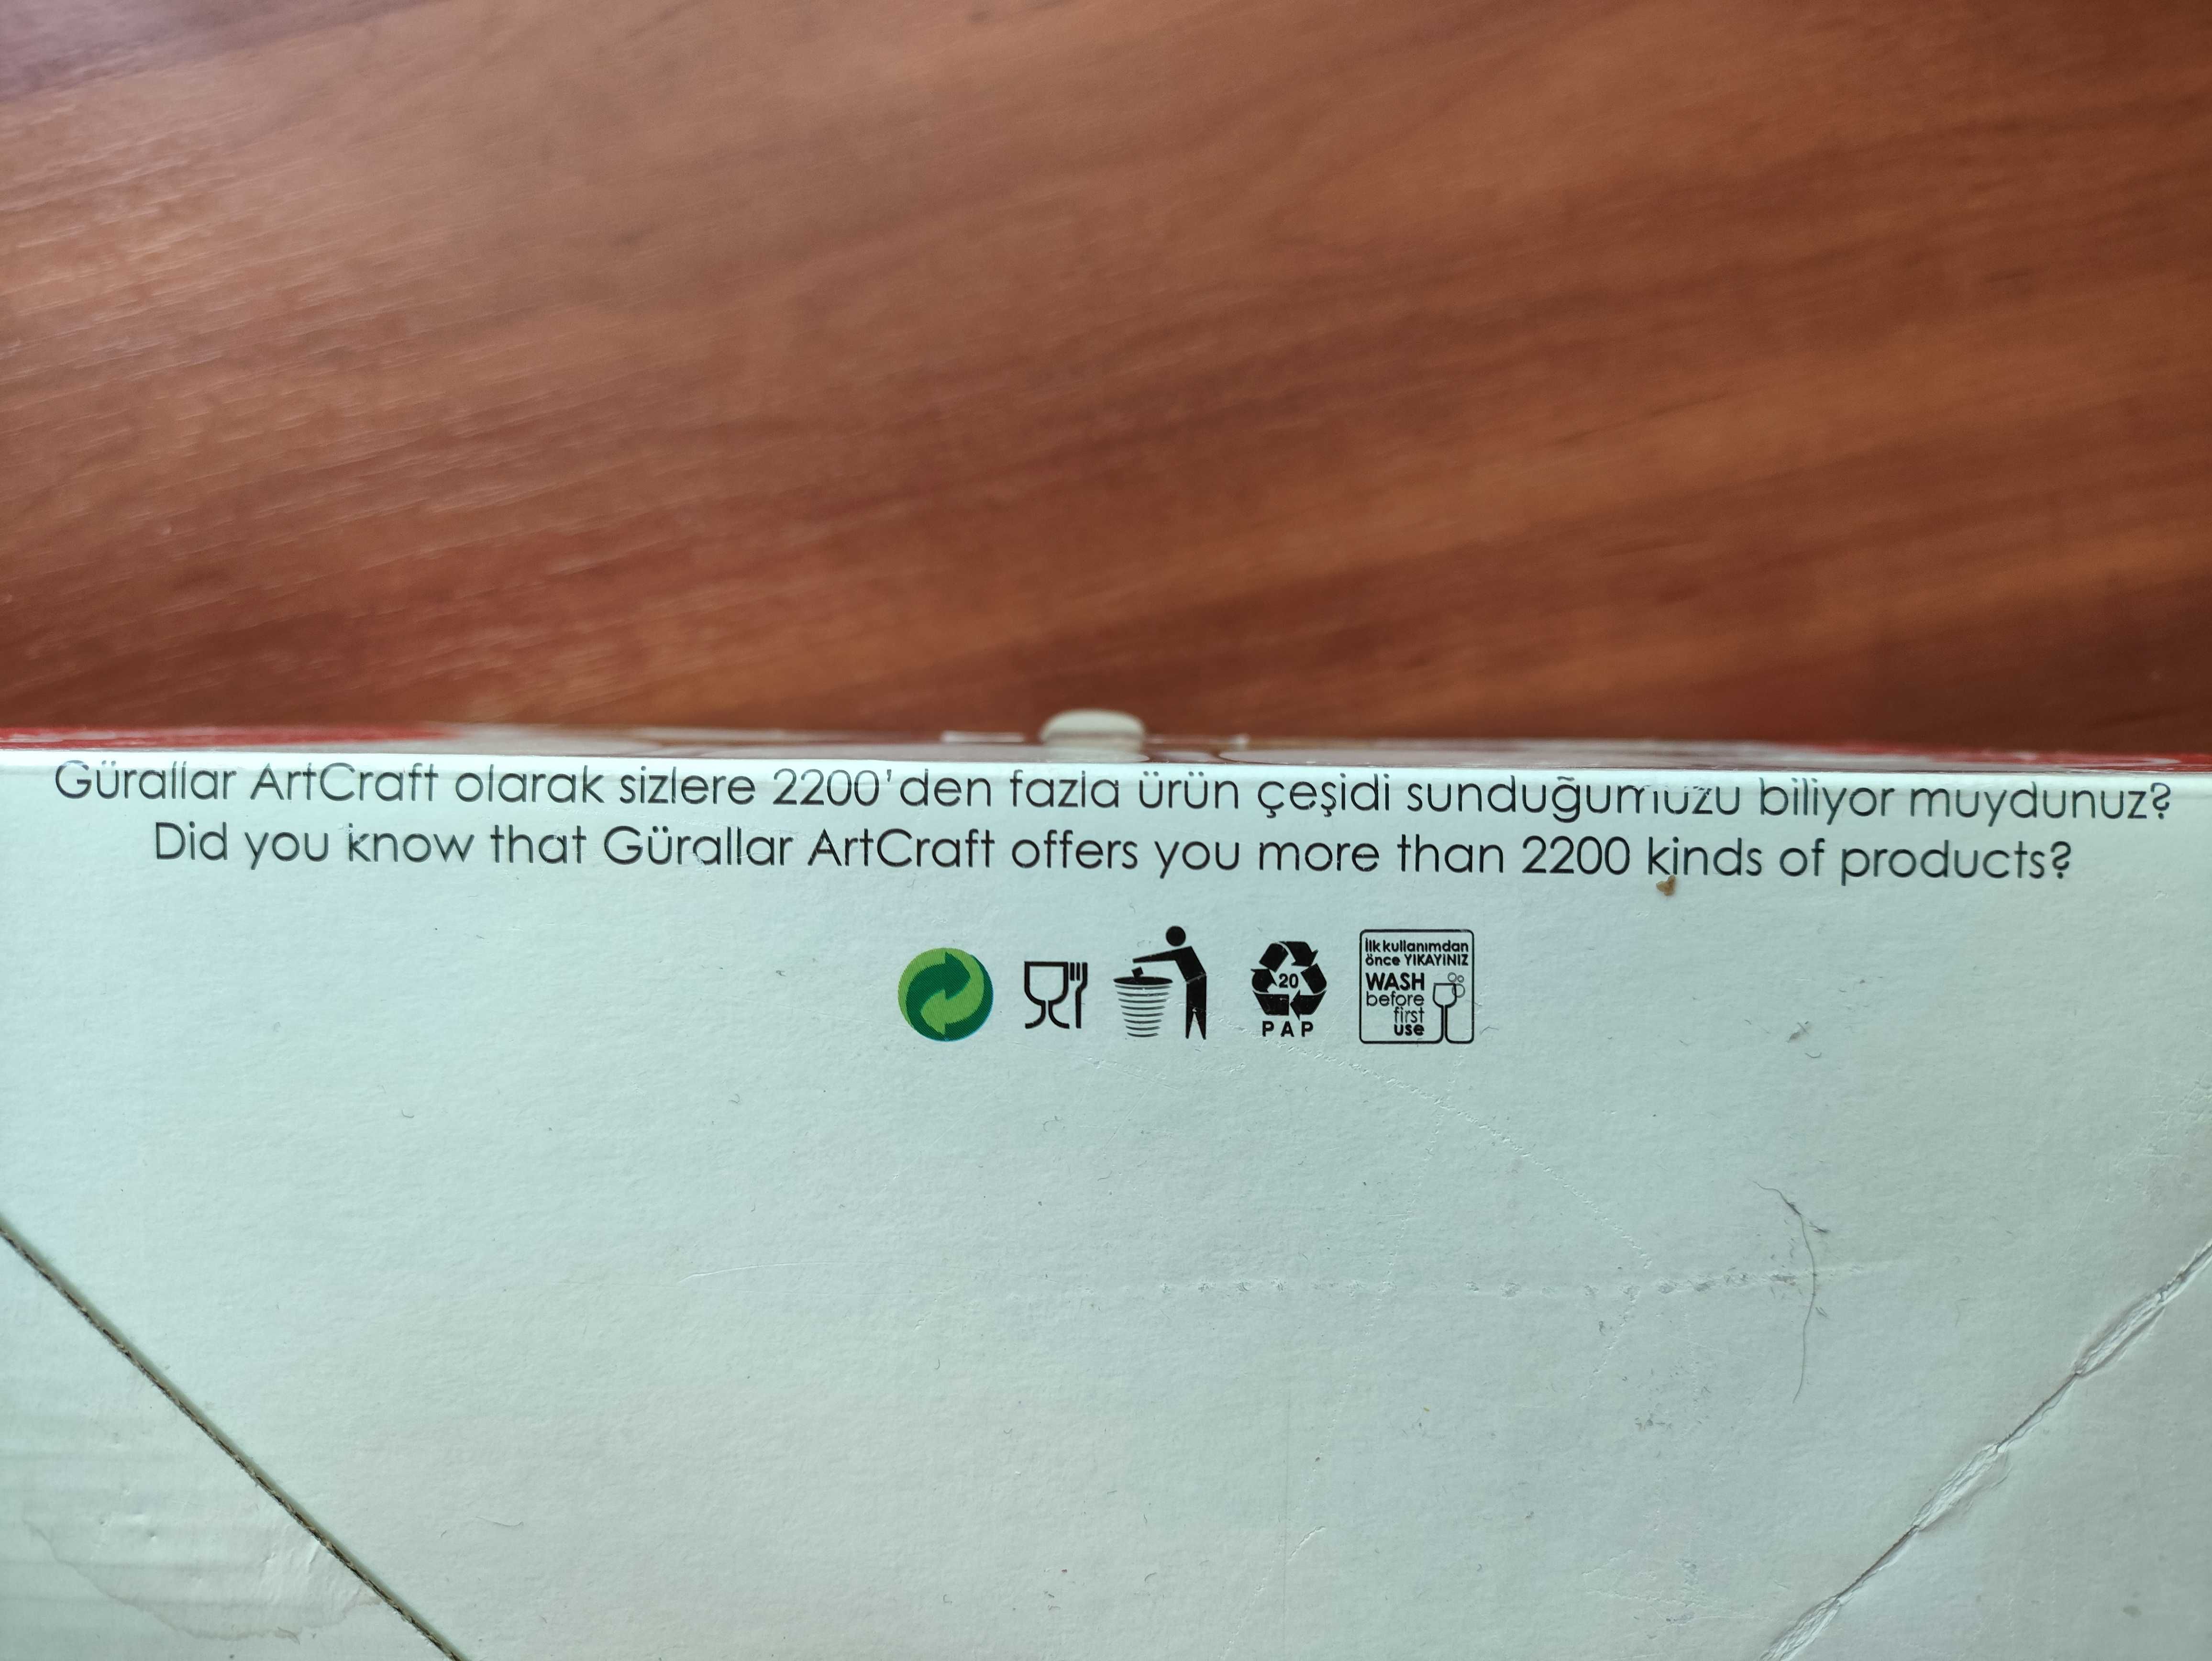 Gürallar ArtCraft olarak sizlere 2200'den fazla ürün çeşidi sunduğumuzu biliyor muydunuz?
Did you know that Gürallar ArtCraft offers you more than 2200 kinds of products?
20
PAP
İlk kullanımdan
önce YIKAYINIZ
WASH
before
first
use